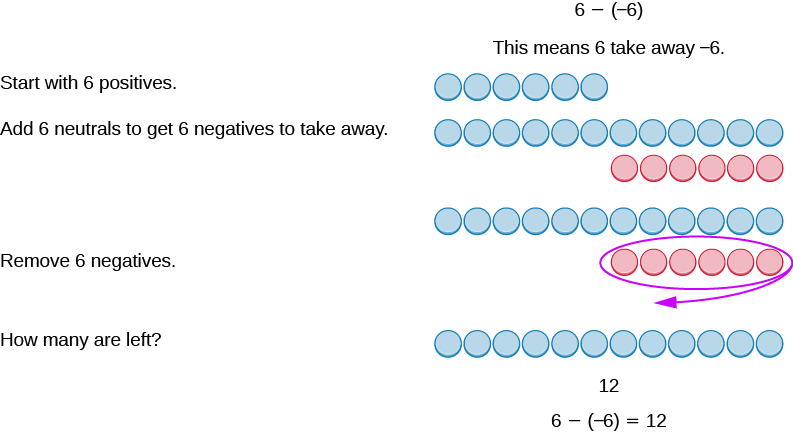 6 − (−6)
This means 6 take away −6.
Start with 6 positives.
Add 6 neutrals to get 6 negatives to take away.
Remove 6 negatives.
How many are left?
12
6 − (−6) = 12